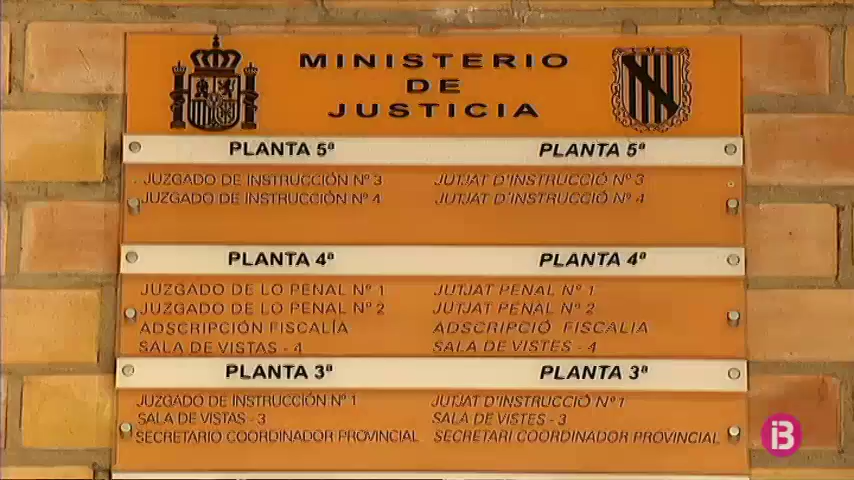 MINISTERIO
DE
JUSTICIA
PLANTA 5ª PLANTA 5ª
JUZGADO DE INSTRUCCIÓN Nº 3 JUTJAT D'INSTRUCCIÓ Nº 3
JUZGADO DE INSTRUCCIÓN Nº 4 JUTJAT D'INSTRUCCIÓ Nº 4
PLANTA 4ª PLANTA 4ª
JUZGADO DE LO PENAL Nº 1 JUTJAT PENAL Nº 1
JUZGADO DE LO PENAL Nº 2 JUTJAT PENAL Nº 2
ADSCRIPCIÓN FISCALÍA ADSCRIPCIÓ FISCALIA
SALA DE VISTAS - 4 SALA DE VISTES - 4
PLANTA 3ª PLANTA 3ª
JUZGADO DE INSTRUCCIÓN Nº 1 JUTJAT D'INSTRUCCIÓ Nº 1
SALA DE VISTAS - 3 SALA DE VISTES - 3
SECRETARIO COORDINADOR PROVINCIAL SECRETARI COORDINADOR PROVINCIAL
iB3